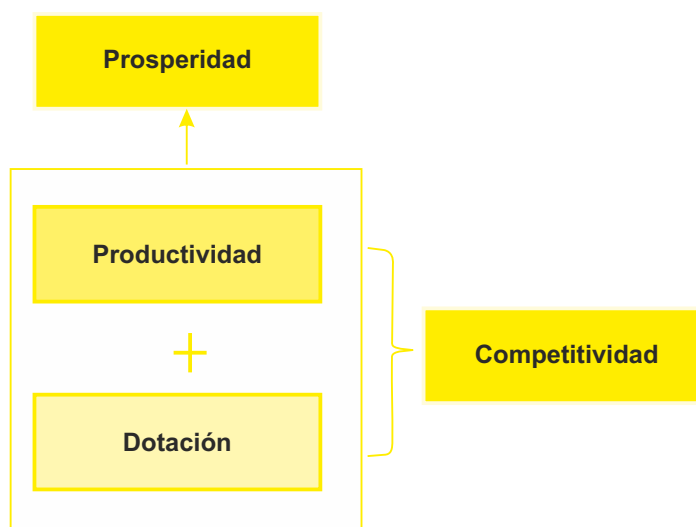 Prosperidad
Productividad
+
Dotación
Competitividad